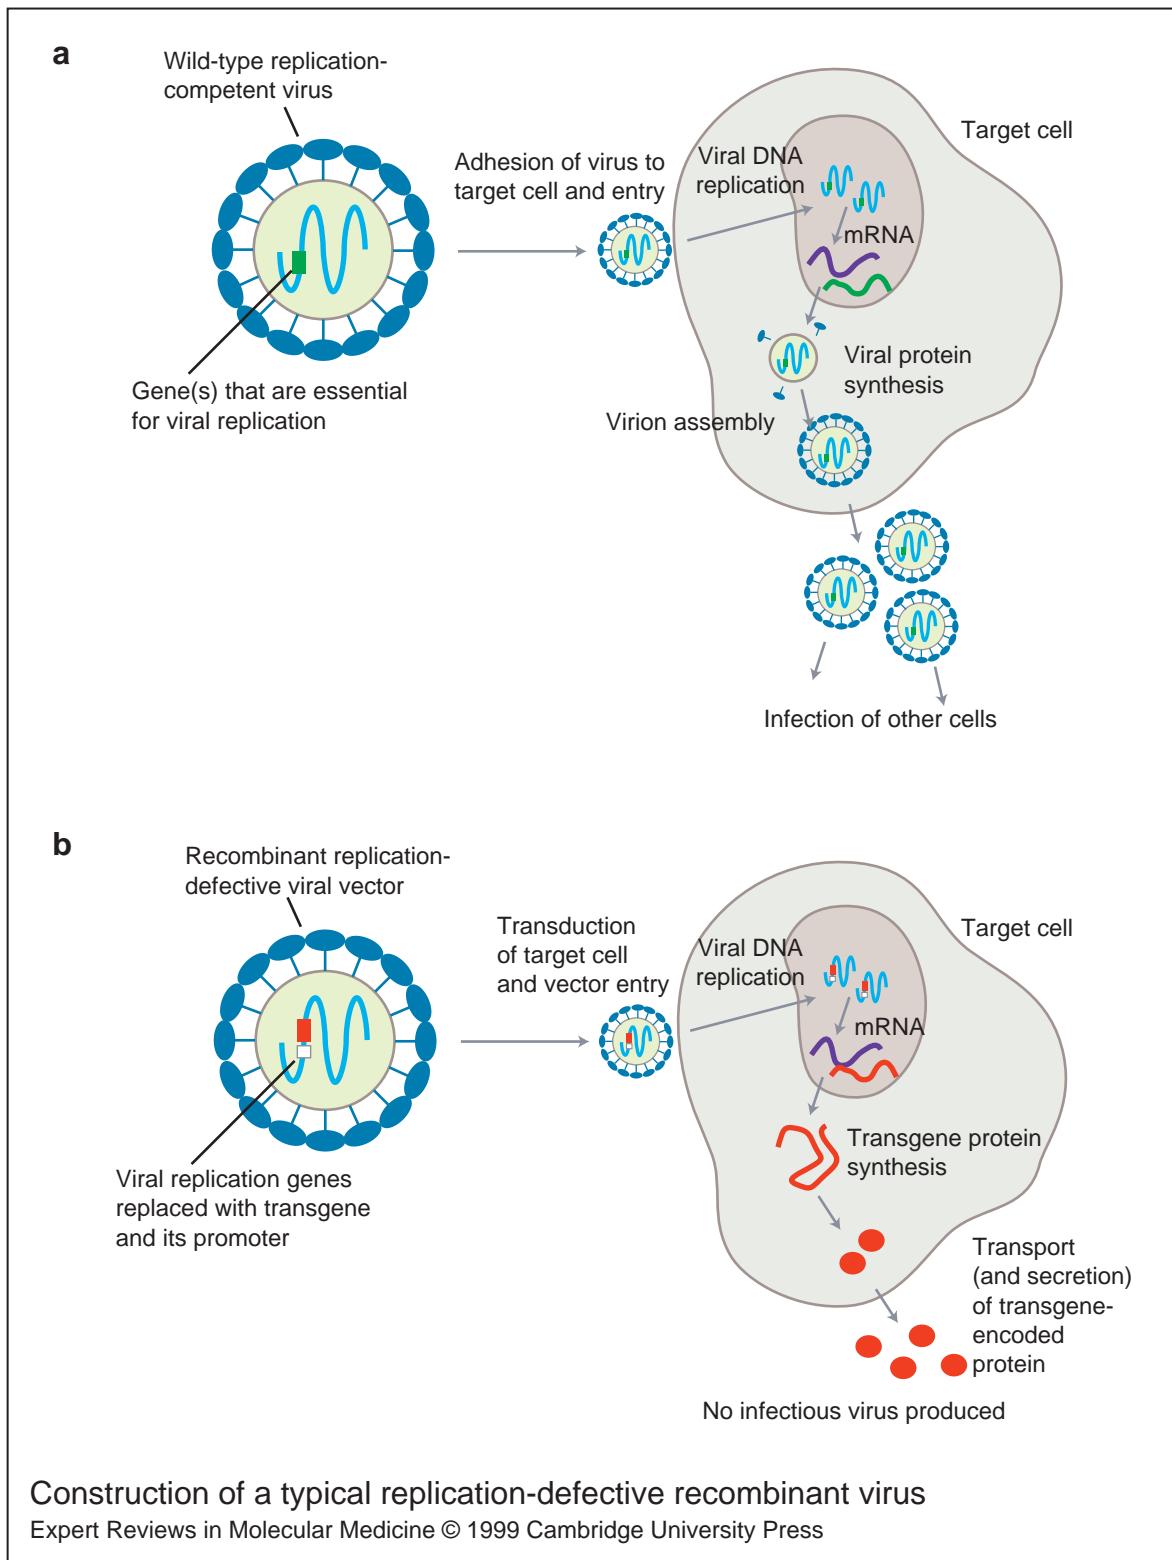 a
Wild-type replication-
competent virus
Target cell
Adhesion of virus to
target cell and entry
Viral DNA
replication
mRNA
Gene(s) that are essential
for viral replication
Viral protein
synthesis
Virion assembly
Infection of other cells
b
Recombinant replication-
defective viral vector
Transduction
of target cell
and vector entry
Viral DNA
replication
Target cell
mRNA
Viral replication genes
replaced with transgene
and its promoter
Transgene protein
synthesis
Transport
(and secretion)
of transgene-
encoded
protein
No infectious virus produced
Construction of a typical replication-defective recombinant virus
Expert Reviews in Molecular Medicine © 1999 Cambridge University Press